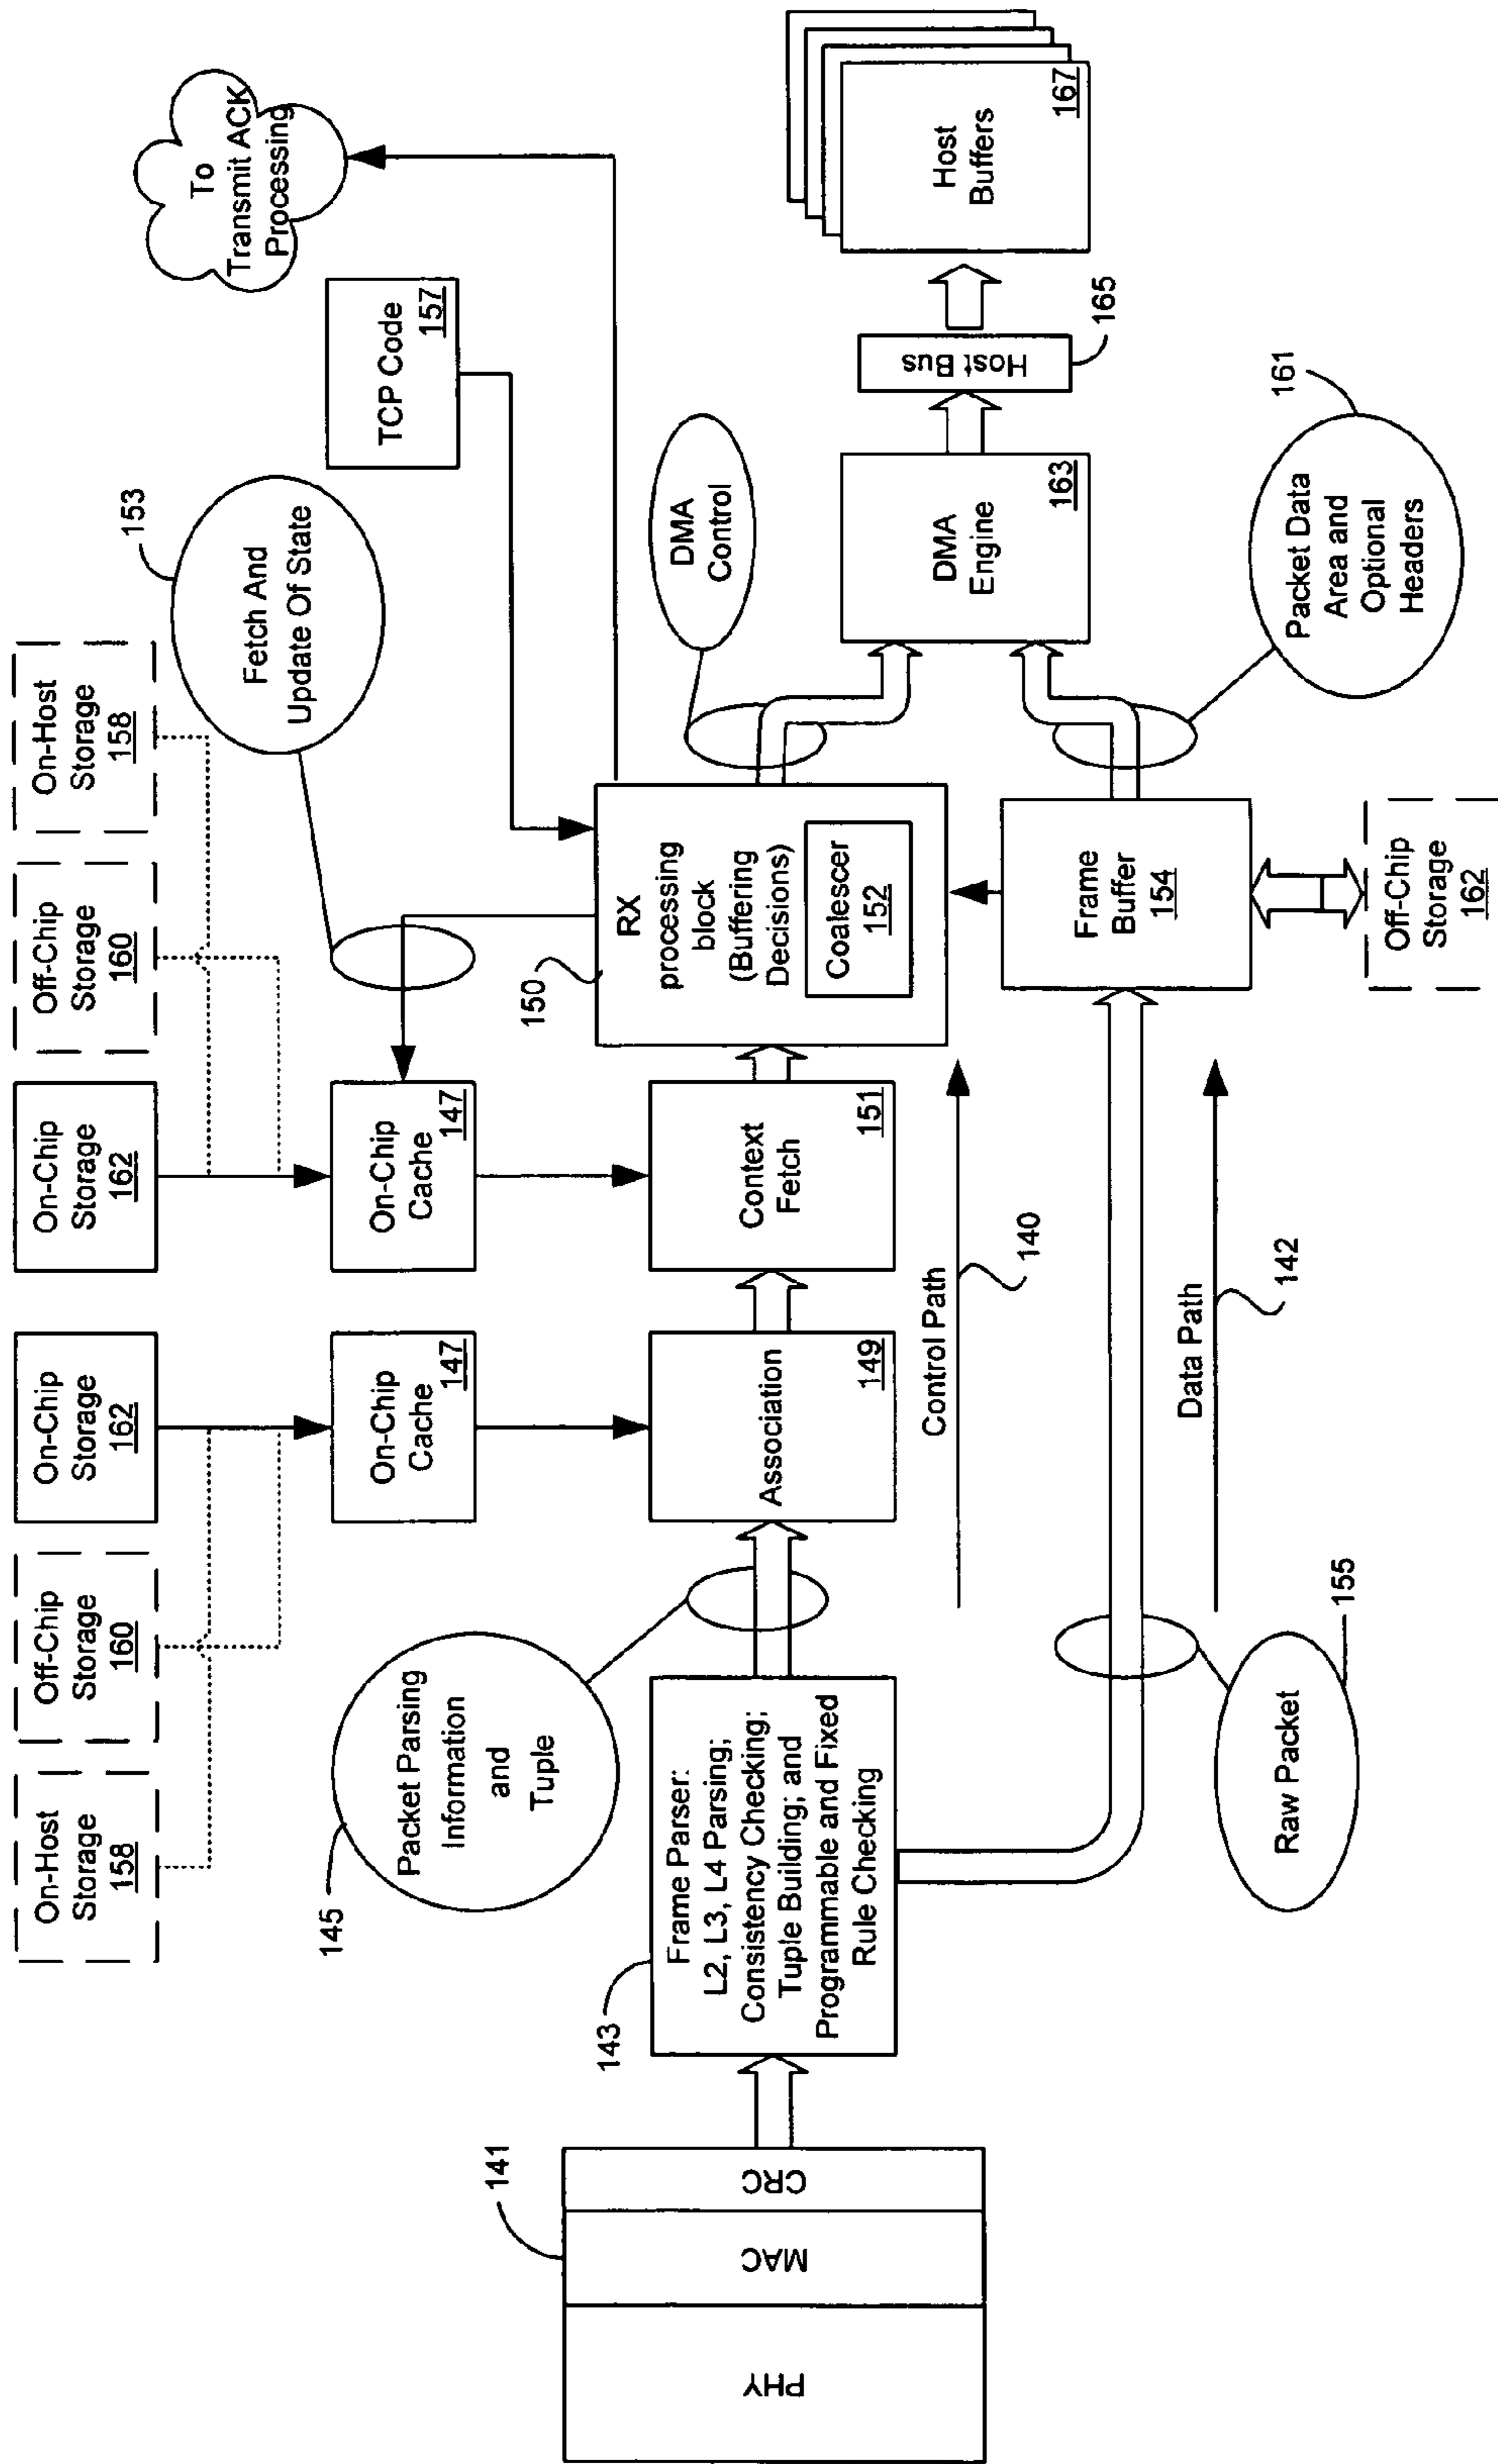 On-Host
Storage
158
Off-Chip
Storage
160
On-Chip
Storage
162
On-Chip
Storage
162
Off-Chip
Storage
160
On-Host
Storage
158
153
Fetch And
Update Of State
To
Transmit ACK
Processing
145
Packet Parsing
Information
and
Tuple
On-Chip
Cache
147
On-Chip
Cache
147
TCP Code
157
141
PHY
MAC
CRC
143
Frame Parser:
L2, L3, L4 Parsing;
Consistency Checking;
Tuple Building; and
Programmable and Fixed
Rule Checking
Association
149
Context
Fetch
151
150
RX
processing
block
(Buffering
Decisions)
Coalescer
152
DMA
Control
DMA
Engine
163
Host Bus
165
Host
Buffers
167
Control Path
140
Frame
Buffer
154
Data Path
142
Raw Packet
155
Off-Chip
Storage
162
Packet Data
Area and
Optional
Headers
161